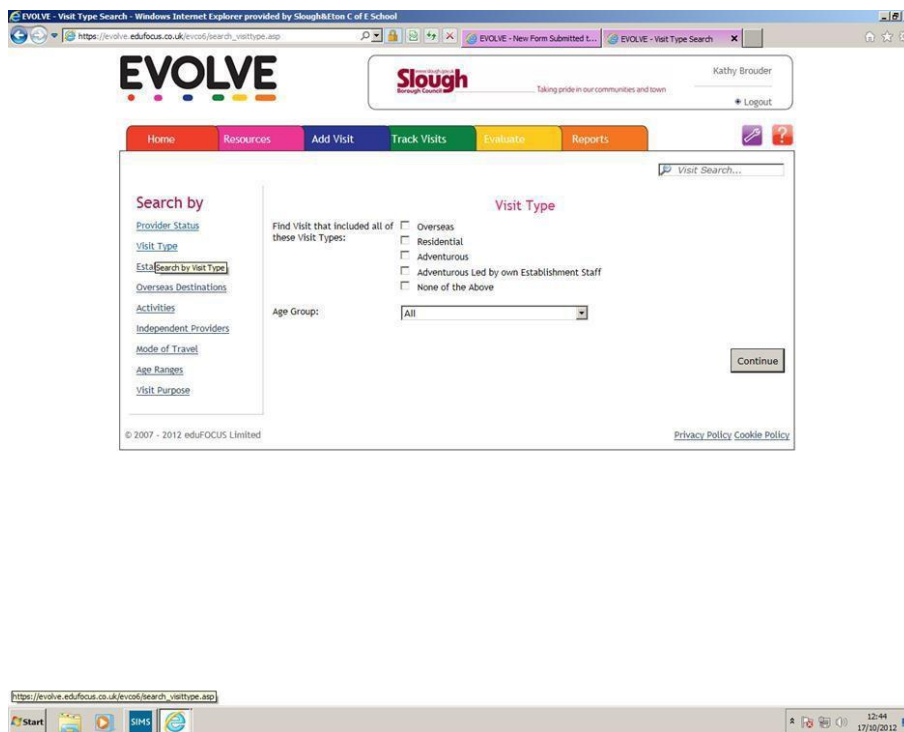 EVOLVE - Visit Type Search - Windows Internet Explorer provided by Slough&Eton C of E School
https://evolve.edufocus.co.uk/evco6/search_visittype.asp
EVOLVE - New Form Submitted t...
EVOLVE - Visit Type Search
EVOLVE
Slough
Borough Council
Taking pride in our communities and town
Kathy Brouder
Logout
Home
Resources
Add Visit
Track Visits
Evaluate
Reports
Visit Search...
Search by
Provider Status
Visit Type
Esta
Search by Visit Type
Overseas Destinations
Activities
Independent Providers
Mode of Travel
Age Ranges
Visit Purpose
Visit Type
Find Visit that included all of
these Visit Types:
Overseas
Residential
Adventurous
Adventurous Led by own Establishment Staff
None of the Above
Age Group:
All
Continue
© 2007 - 2012 eduFOCUS Limited
Privacy Policy Cookie Policy
https://evolve.edufocus.co.uk/evco6/search_visittype.asp
Start
SIMS
12:44
17/10/2012